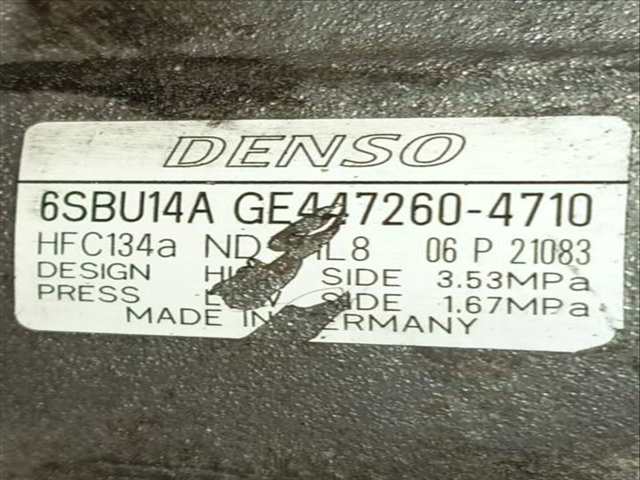 DENSO
6SBU14A GE447260-4710
HFC134a 06 P 21083
DESIGN SIDE 3.53MPa
PRESS SIDE 1.67MPa
MADE IN GERMANY